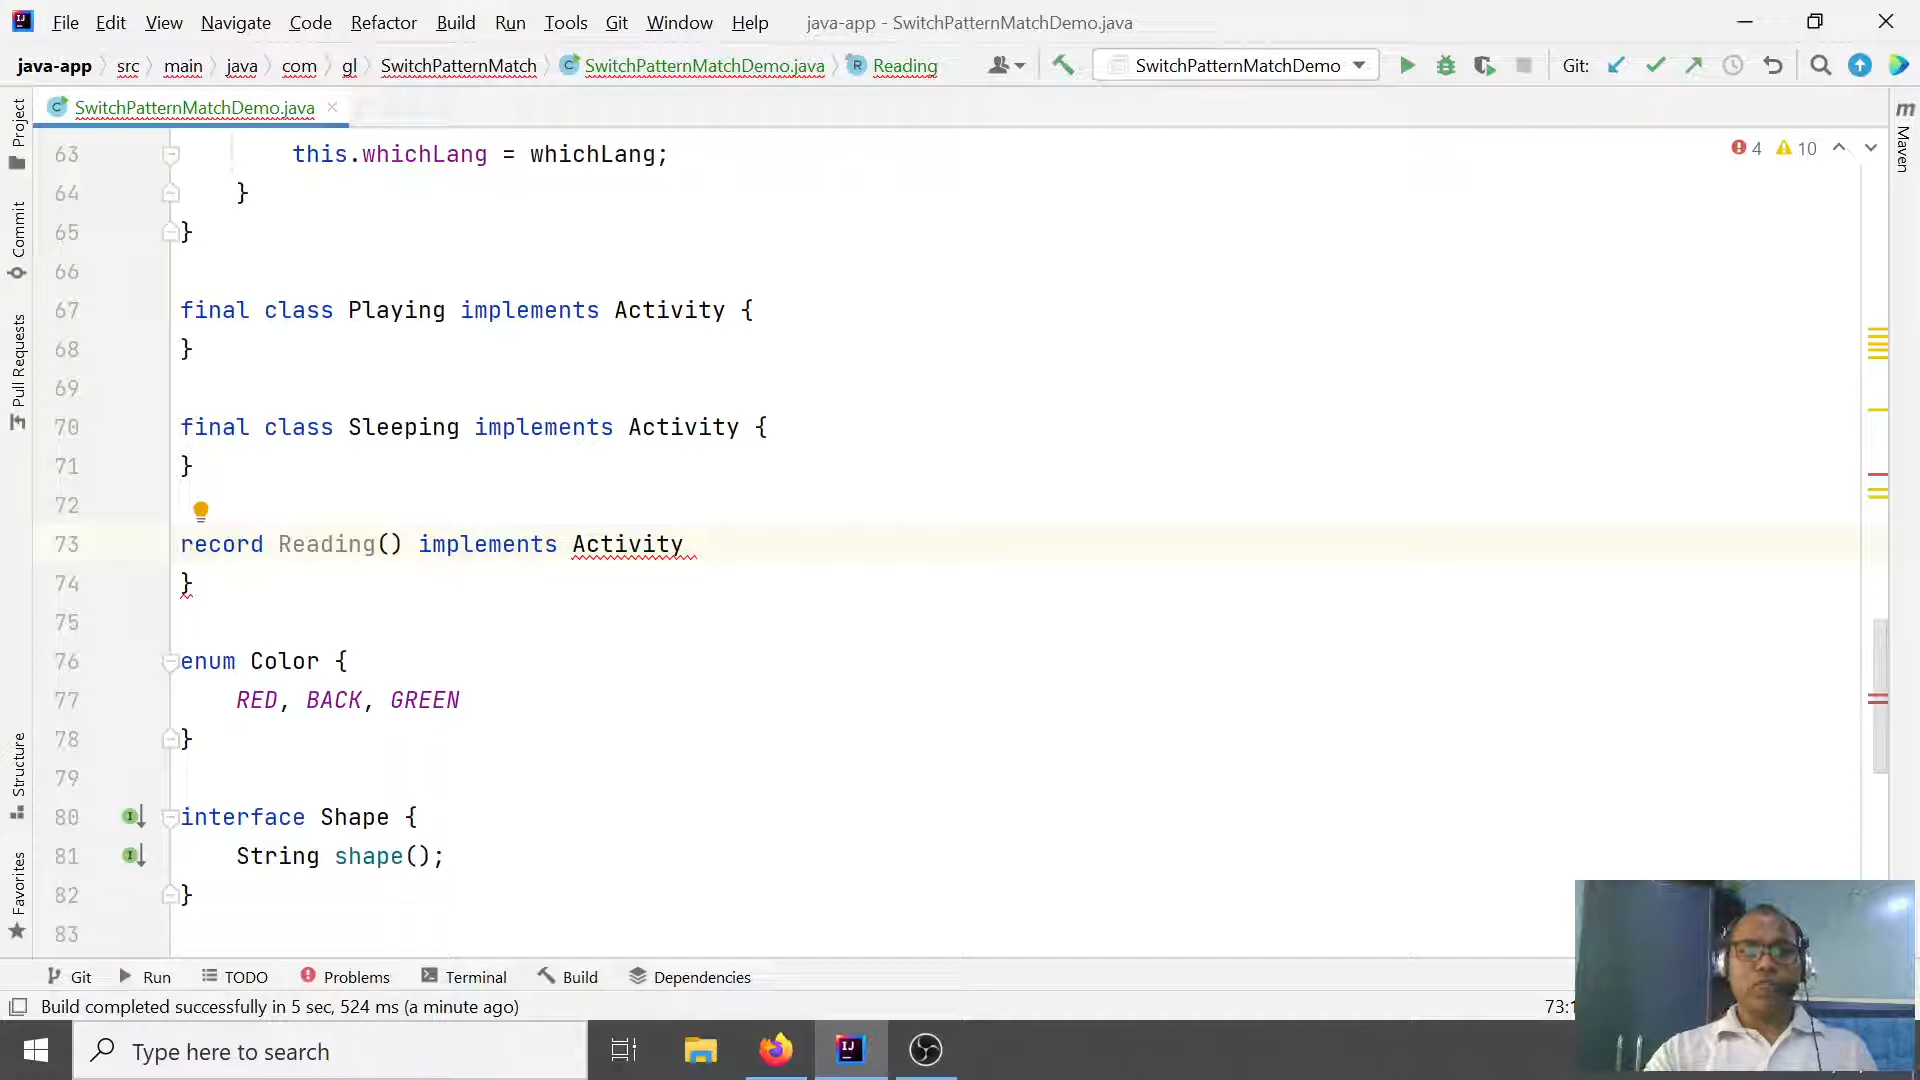 File Edit View Navigate Code Refactor Build Run Tools Git Window Help java-app - SwitchPatternMatchDemo.java
java-app src main java com gl SwitchPatternMatch SwitchPatternMatchDemo.java Reading SwitchPatternMatchDemo Git:
SwitchPatternMatchDemo.java
Project
Commit
Pull Requests
Structure
Favorites
Maven
4 10
63 this.whichLang = whichLang;
64 }
65 }
66
67 final class Playing implements Activity {
68 }
69
70 final class Sleeping implements Activity {
71 }
72
73 record Reading() implements Activity
74 }
75
76 enum Color {
77 RED, BACK, GREEN
78 }
79
80 interface Shape {
81 String shape();
82 }
83
Git Run TODO Problems Terminal Build Dependencies
Build completed successfully in 5 sec, 524 ms (a minute ago)
Type here to search